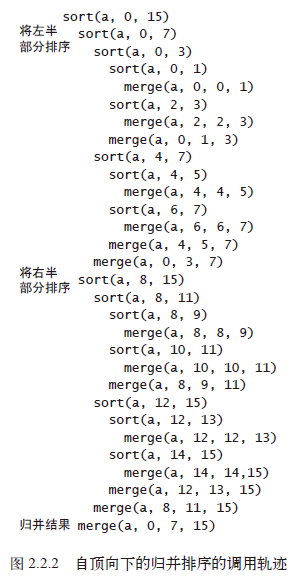 sort(a, 0, 15)
将左半
部分排序
sort(a, 0, 7)
sort(a, 0, 3)
sort(a, 0, 1)
merge(a, 0, 0, 1)
sort(a, 2, 3)
merge(a, 2, 2, 3)
merge(a, 0, 1, 3)
sort(a, 4, 7)
sort(a, 4, 5)
merge(a, 4, 4, 5)
sort(a, 6, 7)
merge(a, 6, 6, 7)
merge(a, 4, 5, 7)
merge(a, 0, 3, 7)
将右半
部分排序
sort(a, 8, 15)
sort(a, 8, 11)
sort(a, 8, 9)
merge(a, 8, 8, 9)
sort(a, 10, 11)
merge(a, 10, 10, 11)
merge(a, 8, 9, 11)
sort(a, 12, 15)
sort(a, 12, 13)
merge(a, 12, 12, 13)
sort(a, 14, 15)
merge(a, 14, 14,15)
merge(a, 12, 13, 15)
merge(a, 8, 11, 15)
归并结果 merge(a, 0, 7, 15)
图 2.2.2 自顶向下的归并排序的调用轨迹